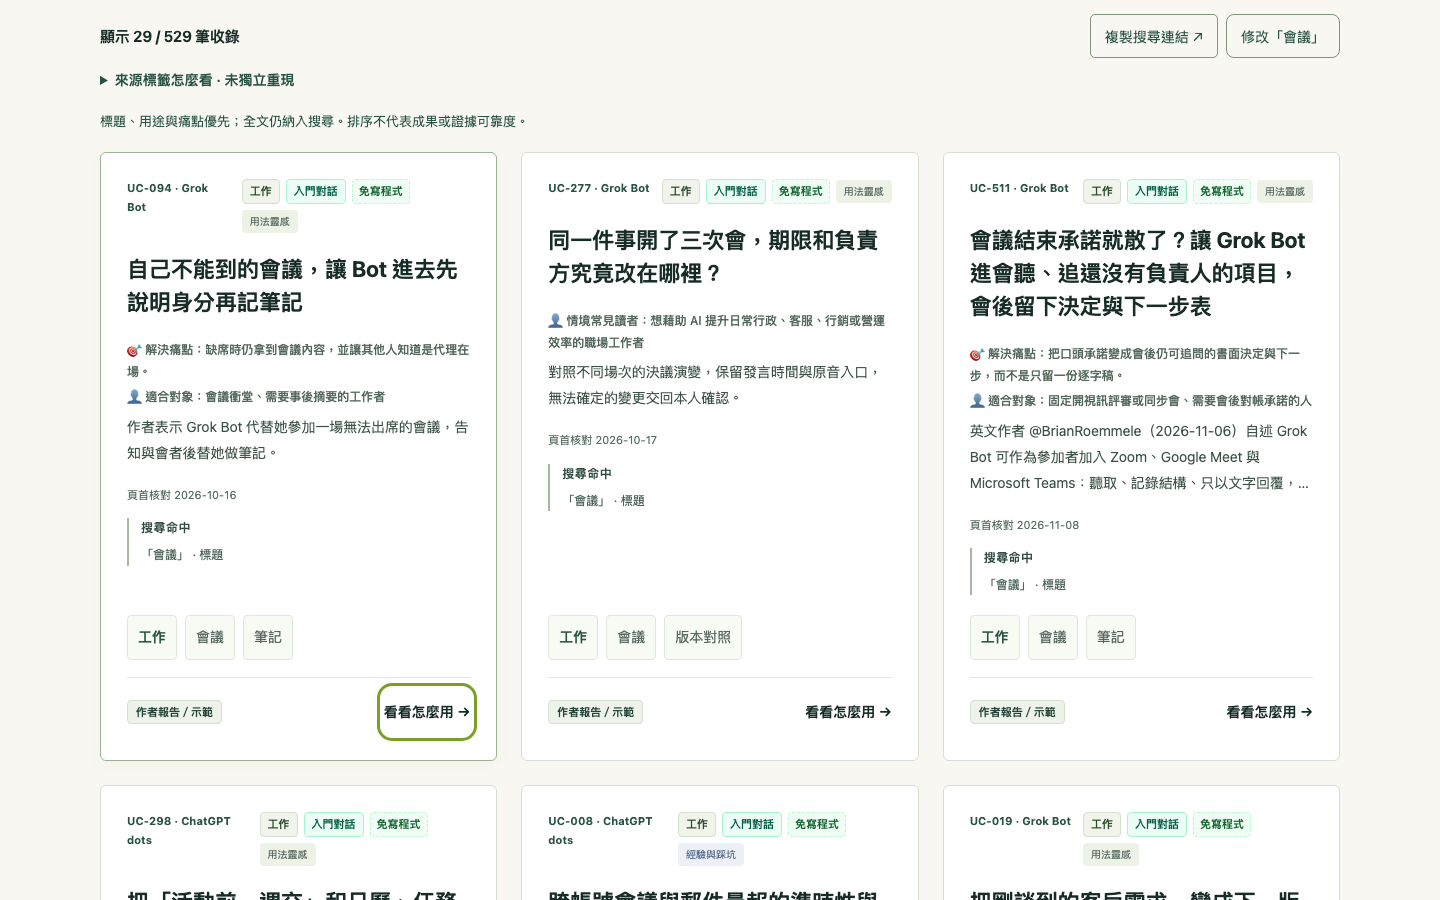 顯示 29 / 529 筆收錄
複製搜尋連結 ↗
修改「會議」
▶ 來源標籤怎麼看 · 未獨立重現
標題、用途與痛點優先；全文仍納入搜尋。排序不代表成果或證據可靠度。
UC-094 · Grok
Bot
工作
入門對話
免寫程式
用法靈感
自己不能到的會議，讓 Bot 進去先
說明身分再記筆記
🎯 解決痛點：缺席時仍拿到會議內容，並讓其他人知道是代理在
場。
👤 適合對象：會議衝堂、需要事後摘要的工作者
作者表示 Grok Bot 代替她參加一場無法出席的會議，告
知與會者後替她做筆記。
頁首核對 2026-10-16
搜尋命中
「會議」 · 標題
工作
會議
筆記
作者報告 / 示範
看看怎麼用 →
UC-277 · Grok Bot
工作
入門對話
免寫程式
用法靈感
同一件事開了三次會，期限和負責
方究竟改在哪裡？
👤 情境常見讀者：想藉助 AI 提升日常行政、客服、行銷或營運
效率的職場工作者
對照不同場次的決議演變，保留發言時間與原音入口，
無法確定的變更交回本人確認。
頁首核對 2026-10-17
搜尋命中
「會議」 · 標題
工作
會議
版本對照
作者報告 / 示範
看看怎麼用 →
UC-511 · Grok Bot
工作
入門對話
免寫程式
用法靈感
會議結束承諾就散了？讓 Grok Bot
進會聽、追還沒有負責人的項目，
會後留下決定與下一步表
🎯 解決痛點：把口頭承諾變成會後仍可追問的書面決定與下一
步，而不是只留一份逐字稿。
👤 適合對象：固定開視訊評審或同步會、需要會後對帳承諾的人
英文作者 @BrianRoemmele（2026-11-06）自述 Grok
Bot 可作為參加者加入 Zoom、Google Meet 與
Microsoft Teams：聽取、記錄結構、只以文字回覆，…
頁首核對 2026-11-08
搜尋命中
「會議」 · 標題
工作
會議
筆記
作者報告 / 示範
看看怎麼用 →
UC-298 · ChatGPT
dots
工作
入門對話
免寫程式
用法靈感
UC-008 · ChatGPT
dots
工作
入門對話
免寫程式
經驗與踩坑
UC-019 · Grok Bot
工作
入門對話
免寫程式
用法靈感